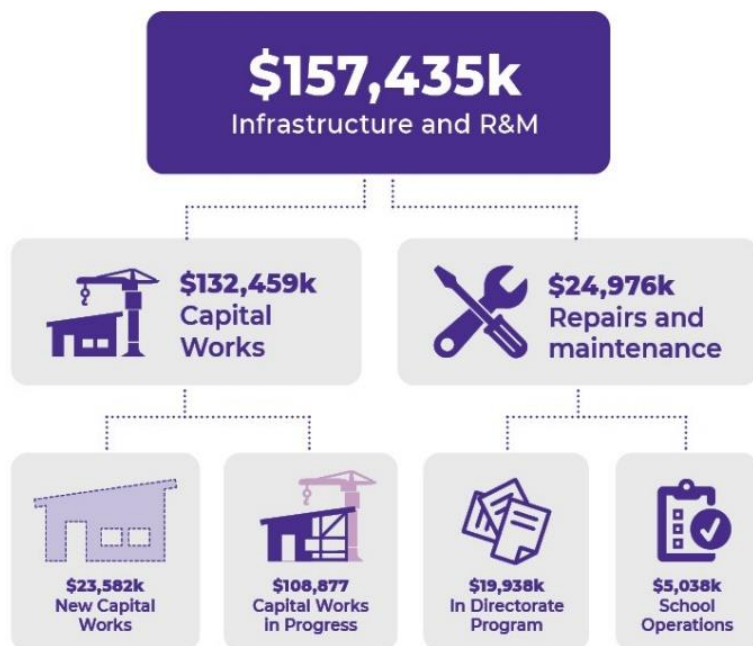 $157,435k
Infrastructure and R&M
$132,459k
Capital
Works
$24,976k
Repairs and
maintenance
$23,582k
New Capital
Works
$108,877
Capital Works
in Progress
$19,938k
In Directorate
Program
$5,038k
School
Operations